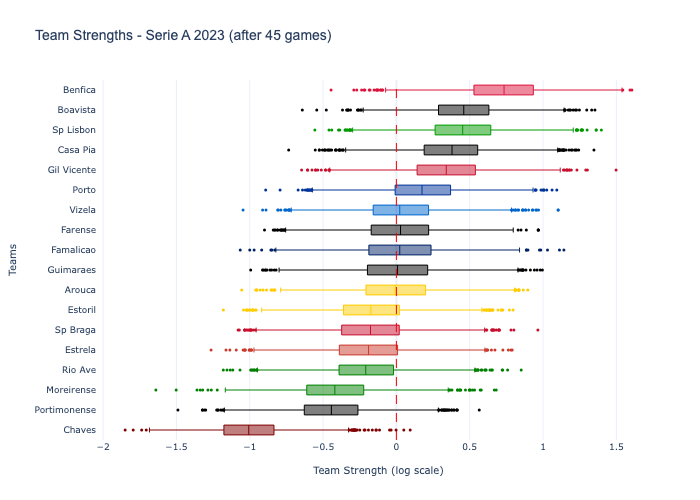 Team Strengths - Serie A 2023 (after 45 games)
Benfica
Boavista
Sp Lisbon
Casa Pia
Gil Vicente
Porto
Vizela
Farense
Famalicao
Guimaraes
Arouca
Estoril
Sp Braga
Estrela
Rio Ave
Moreirense
Portimonense
Chaves
Teams
−2 −1.5 −1 −0.5 0 0.5 1 1.5
Team Strength (log scale)